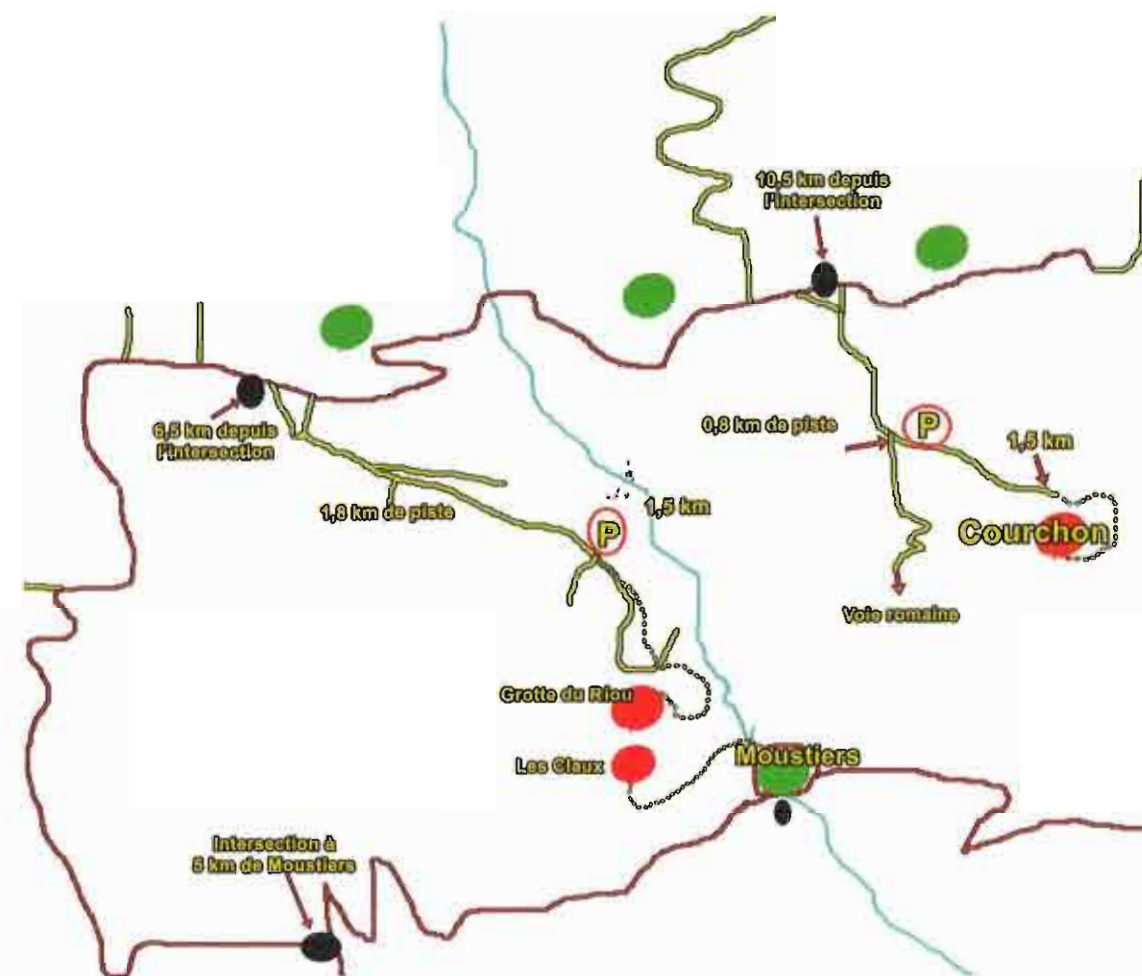 10,5 km depuis
l'intersection
6,5 km depuis
l'intersection
0,8 km de piste
P
1,5 km
1,8 km de piste
1,5 km
P
Courchon
Voie romaine
Grotte du Riou
Les Claux
Moustiers
Intersection à
5 km de Moustiers